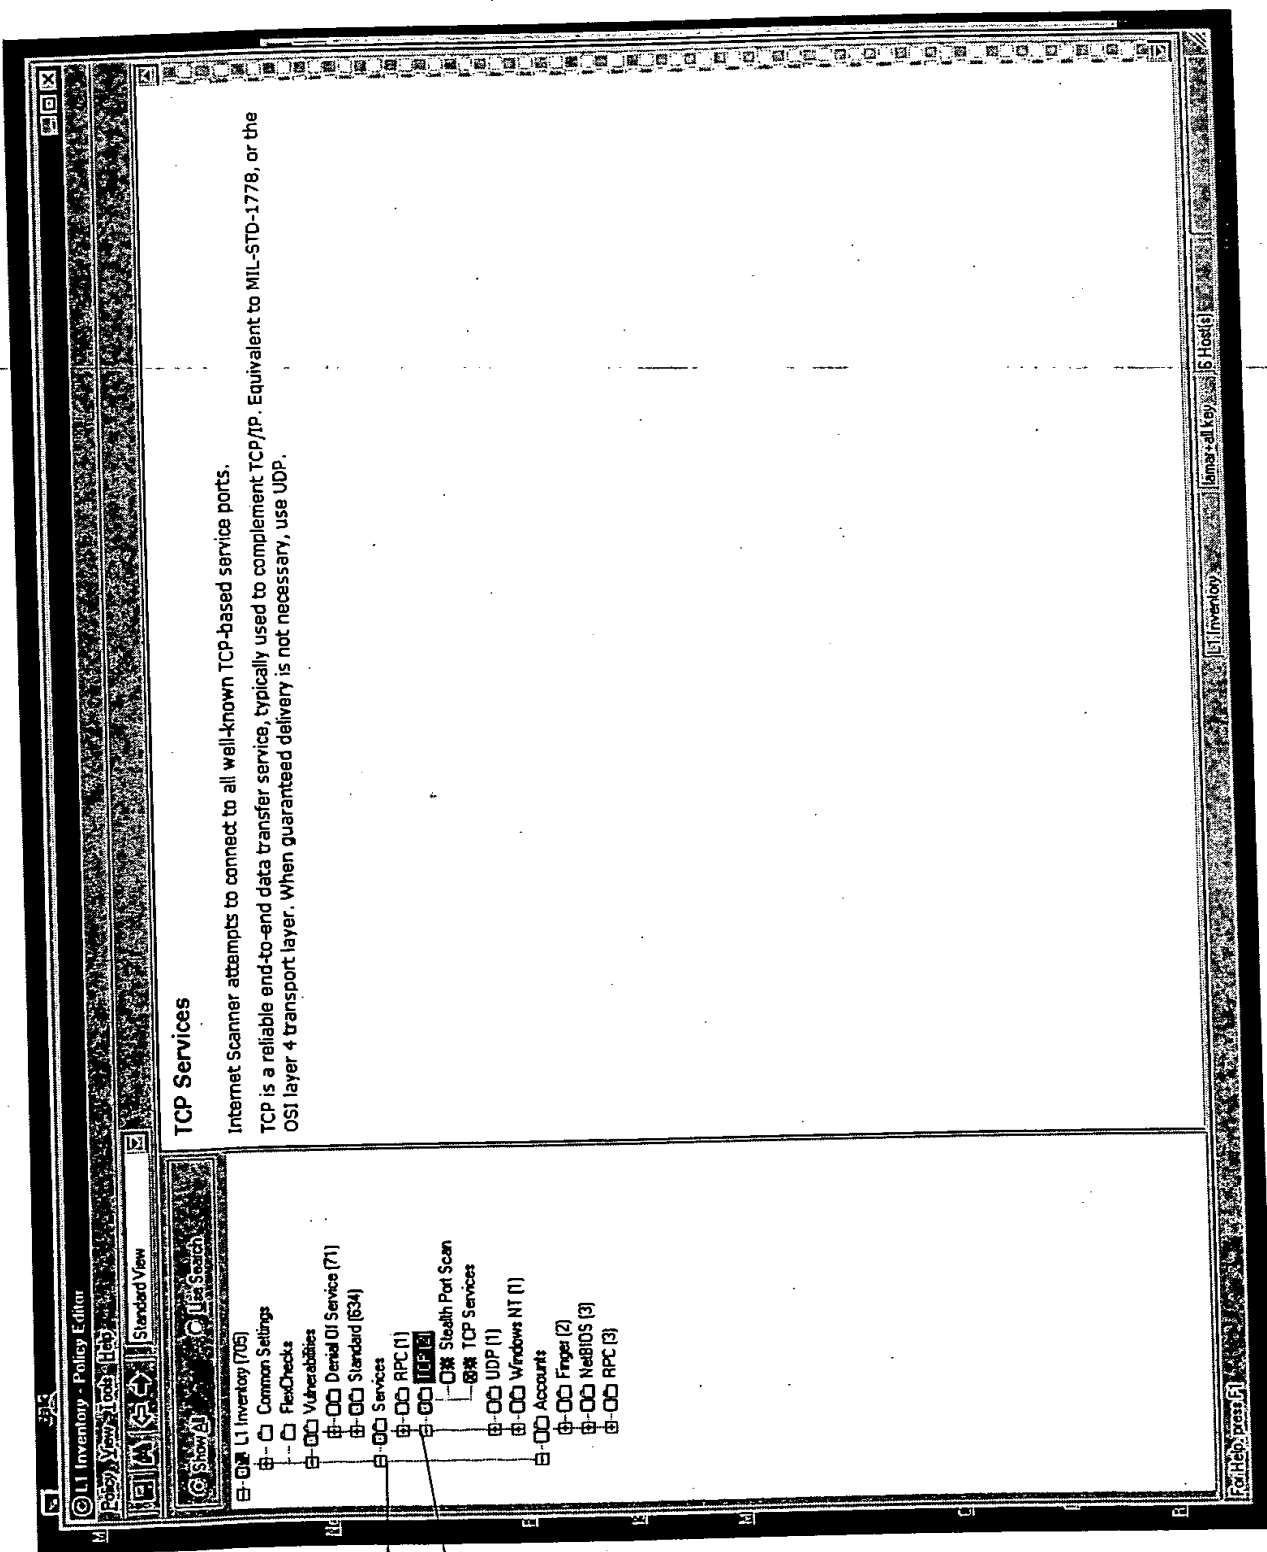 L1 Inventory - Policy Editor
Policy View Tools Help
Standard View
Show All Use Search
L1 Inventory (705)
Common Settings
FlexChecks
Vulnerabilities
Denial Of Service (71)
Standard (634)
Services
RPC (1)
TCP (2)
Stealth Port Scan
TCP Services
UDP (1)
Windows NT (1)
Accounts
Finger (2)
NetBIOS (3)
RPC (3)
TCP Services
Internet Scanner attempts to connect to all well-known TCP-based service ports.
TCP is a reliable end-to-end data transfer service, typically used to complement TCP/IP. Equivalent to MIL-STD-1778, or the
OSI layer 4 transport layer. When guaranteed delivery is not necessary, use UDP.
For Help, press F1
L1 Inventory
lamar+all key
6 Host(s)